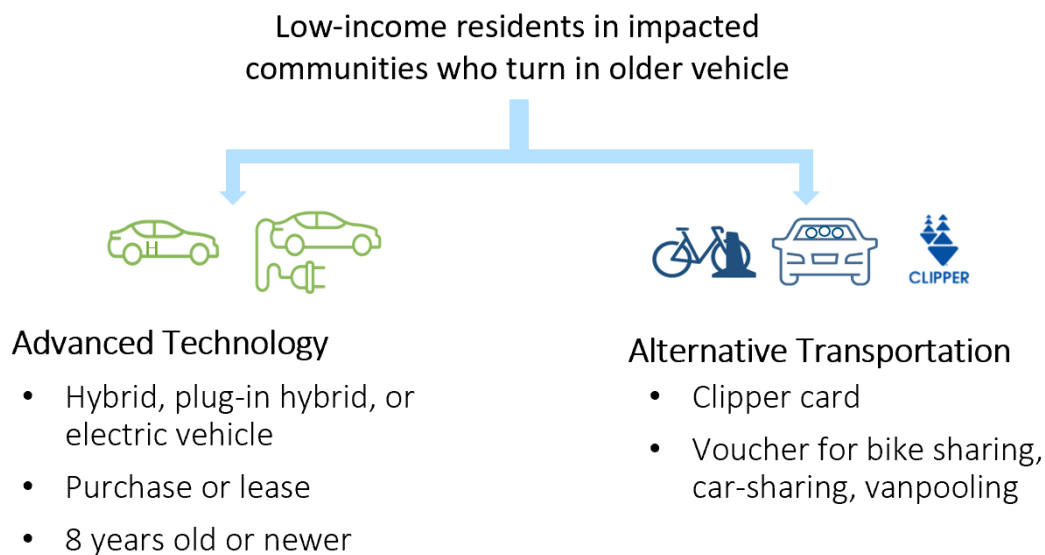 Low-income residents in impacted
communities who turn in older vehicle
H
CLIPPER
Advanced Technology
• Hybrid, plug-in hybrid, or
electric vehicle
• Purchase or lease
• 8 years old or newer
Alternative Transportation
• Clipper card
• Voucher for bike sharing,
car-sharing, vanpooling